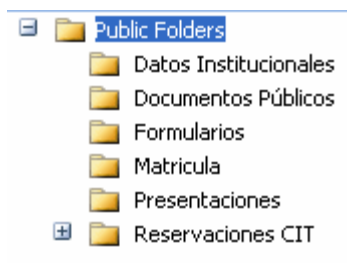 Public Folders
Datos Institucionales
Documentos Públicos
Formularios
Matricula
Presentaciones
Reservaciones CIT